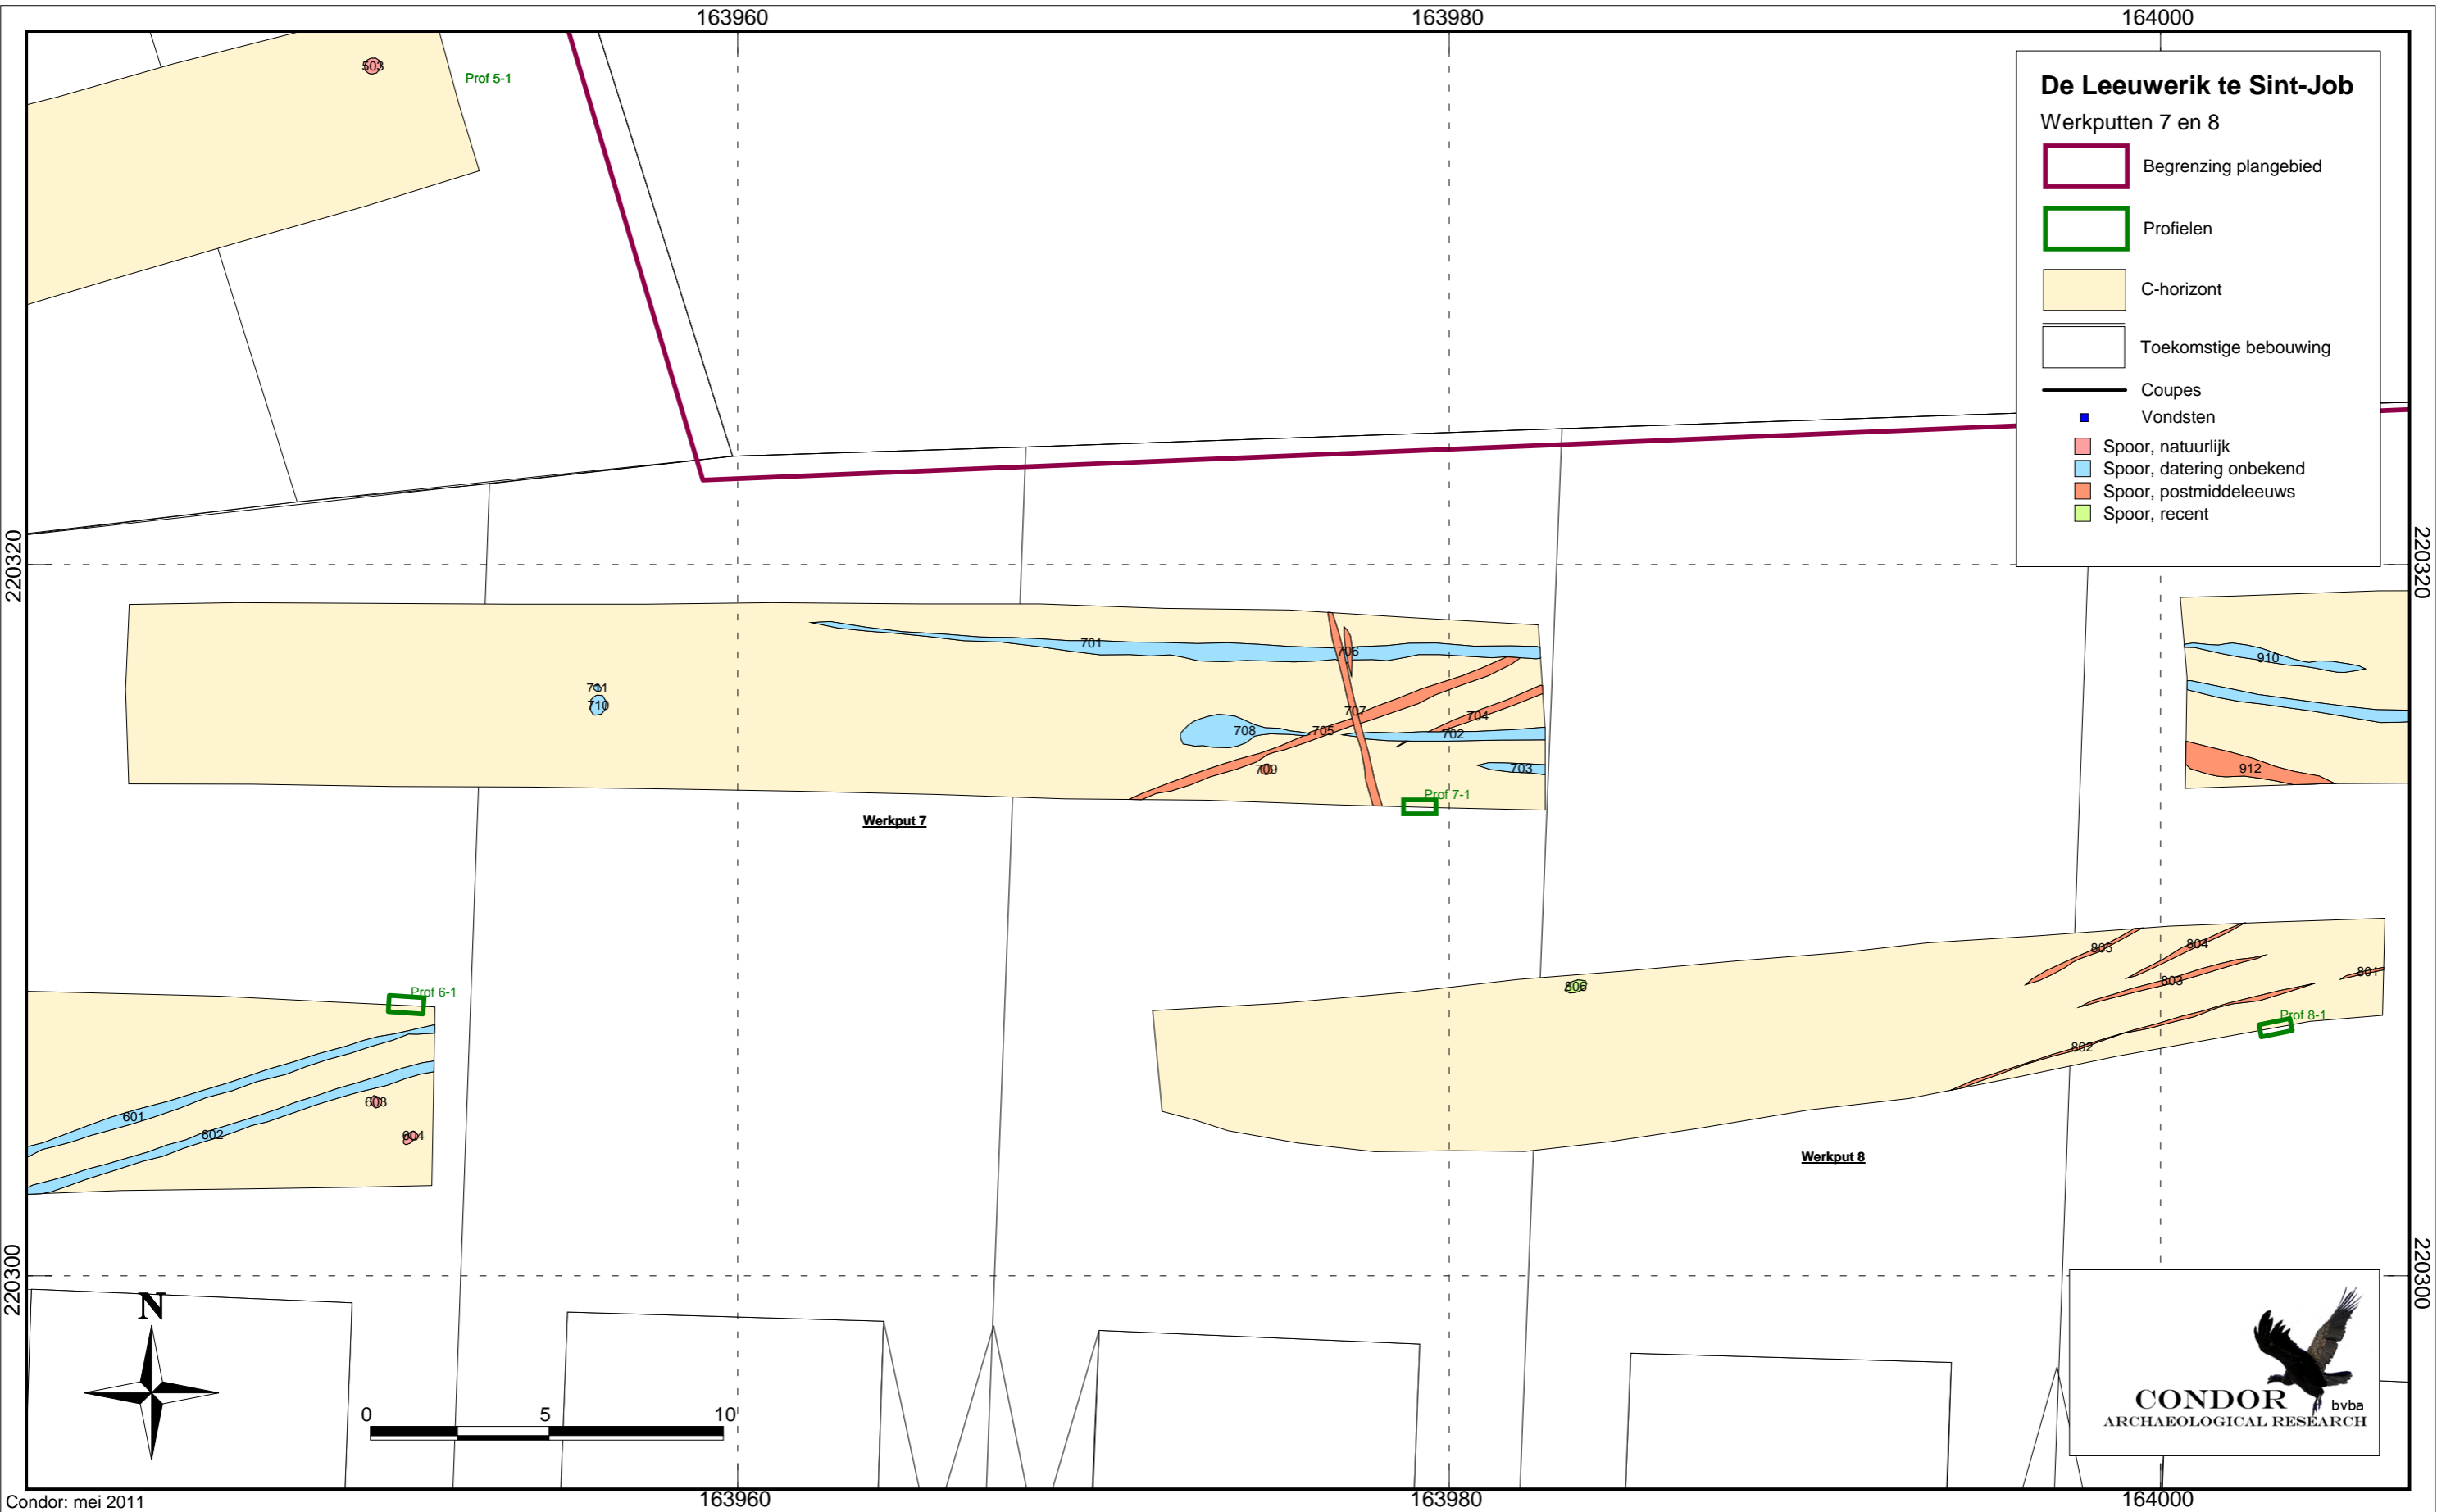 163960
163980
164000
De Leeuwerik te Sint-Job
Werkputten 7 en 8
Begrenzing plangebied
Profielen
C-horizont
Toekomstige bebouwing
Coupes
Vondsten
Spoor, natuurlijk
Spoor, datering onbekend
Spoor, postmiddeleeuws
Spoor, recent
503
Prof 5-1
220320
220320
701
706
711
710
707
704
708
705
702
709
703
Prof 7-1
Werkput 7
910
912
Prof 6-1
601
602
603
604
805
804
803
801
806
802
Prof 8-1
Werkput 8
220300
220300
N
0 5 10
CONDOR bvba
ARCHAEOLOGICAL RESEARCH
163960
163980
164000
Condor: mei 2011